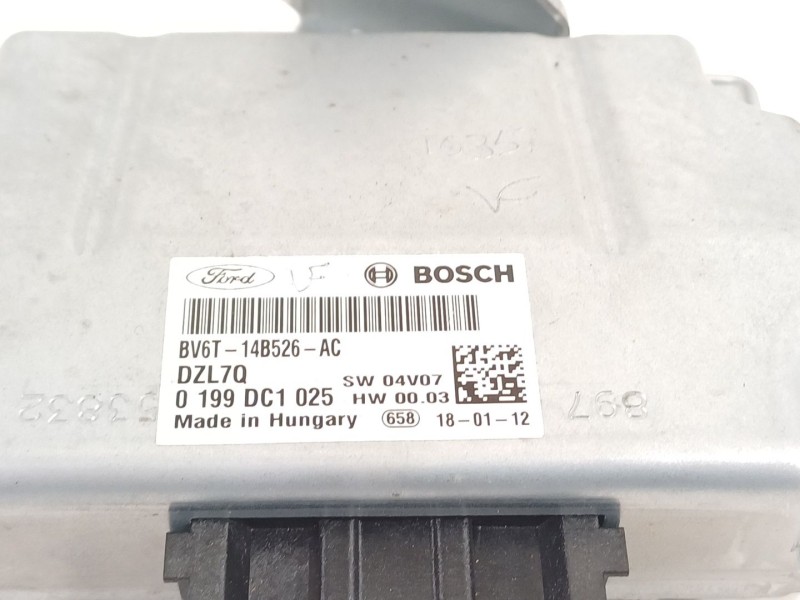 Ford VF BOSCH
BV6T-14B526-AC
DZL7Q SW 04V07
0 199 DC1 025 HW 00.03
Made in Hungary 658 18-01-12